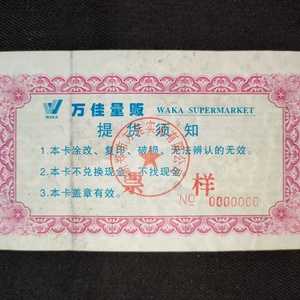 WAKA 万佳量贩 WAKA SUPERMARKET
提货须知
1.本卡涂改、复印、破损、无法辨认的无效。
2.本卡不兑换现金，不找现金
3.本卡盖章有效。
票样
№ 0000000